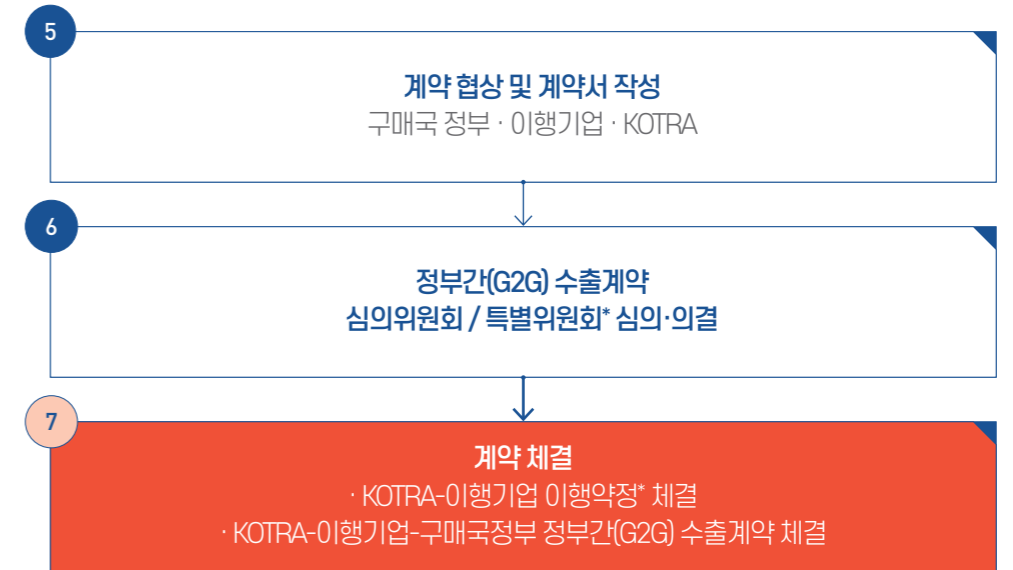 5
계약 협상 및 계약서 작성
구매국 정부 · 이행기업 · KOTRA
6
정부간(G2G) 수출계약
심의위원회 / 특별위원회* 심의·의결
7
계약 체결
· KOTRA-이행기업 이행약정* 체결
· KOTRA-이행기업-구매국정부 정부간(G2G) 수출계약 체결